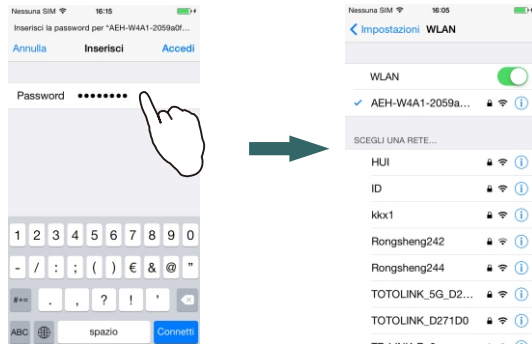 Nessuna SIM 16:15
Inserisci la password per "AEH-W4A1-2059a0f...
Annulla Inserisci Accedi
Password ••••••••
1 2 3 4 5 6 7 8 9 0
- / : ; ( ) € & @ "
#+= . , ? ! '
ABC spazio Connetti
Nessuna SIM 16:05
Impostazioni WLAN
WLAN
AEH-W4A1-2059a...
SCEGLI UNA RETE...
HUI
ID
kkx1
Rongsheng242
Rongsheng244
TOTOLINK_5G_D2...
TOTOLINK_D271D0